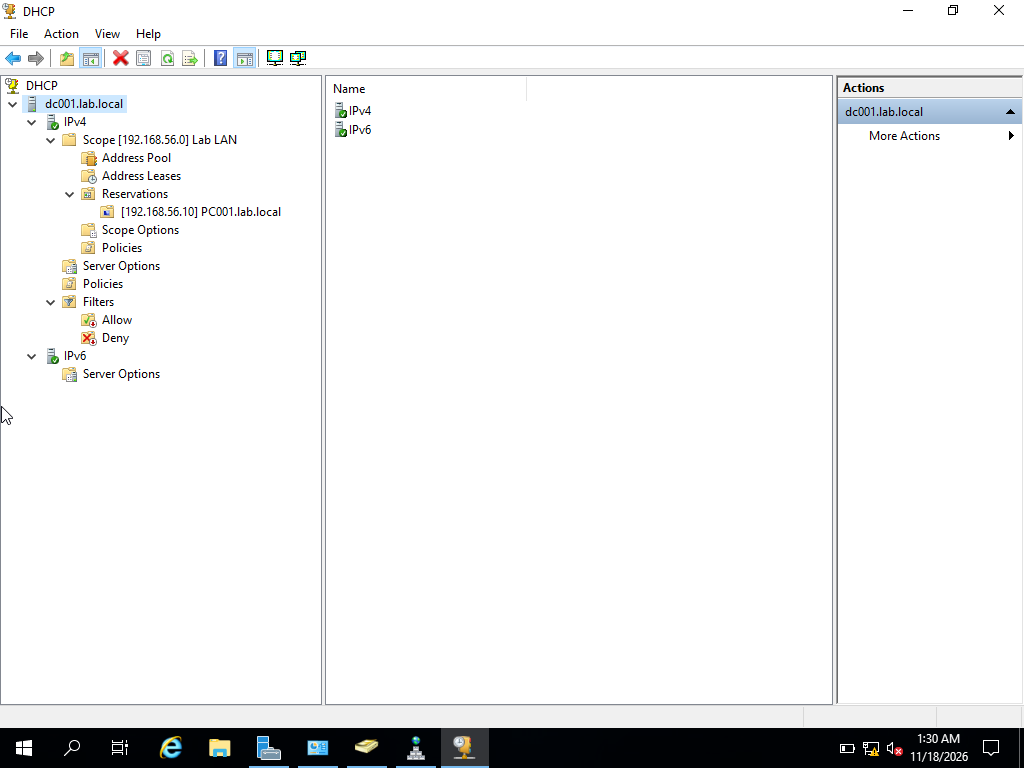 DHCP
File Action View Help
DHCP
dc001.lab.local
IPv4
Scope [192.168.56.0] Lab LAN
Address Pool
Address Leases
Reservations
[192.168.56.10] PC001.lab.local
Scope Options
Policies
Server Options
Policies
Filters
Allow
Deny
IPv6
Server Options
Name
IPv4
IPv6
Actions
dc001.lab.local
More Actions
1:30 AM
11/18/2026